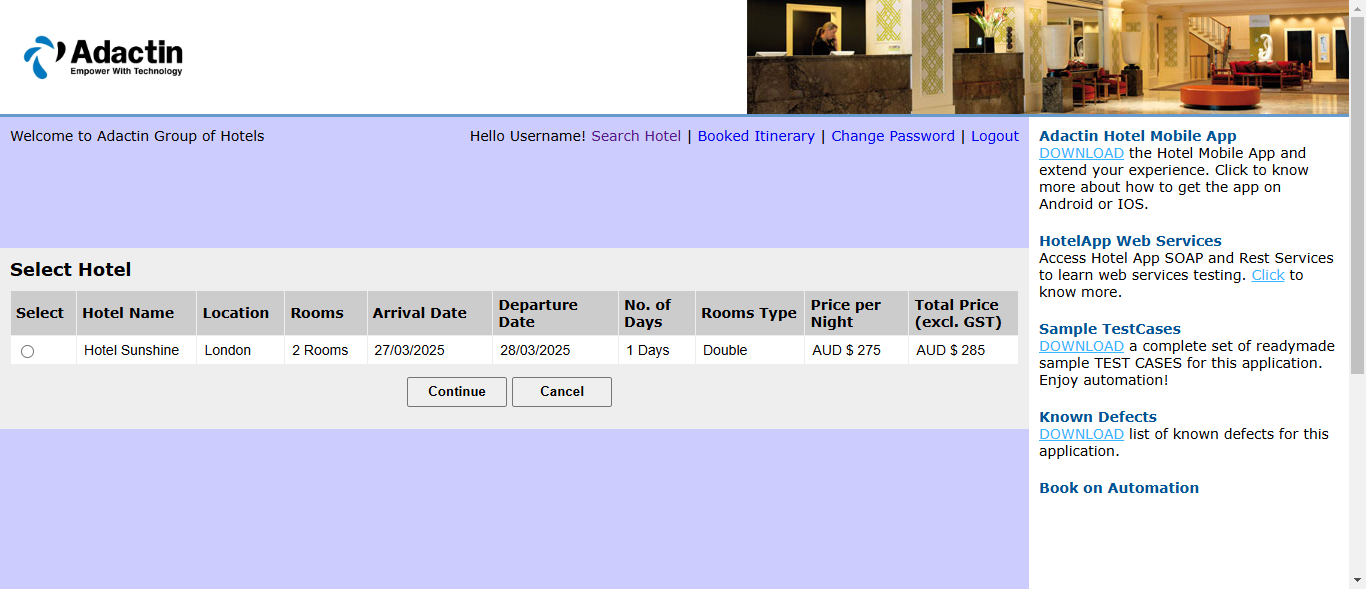 Adactin
Empower With Technology
Welcome to Adactin Group of Hotels
Hello Username! Search Hotel | Booked Itinerary | Change Password | Logout
Select Hotel
Select Hotel Name Location Rooms Arrival Date Departure Date No. of Days Rooms Type Price per Night Total Price (excl. GST)
Hotel Sunshine London 2 Rooms 27/03/2025 28/03/2025 1 Days Double AUD $ 275 AUD $ 285
Continue Cancel
Adactin Hotel Mobile App
DOWNLOAD the Hotel Mobile App and
extend your experience. Click to know
more about how to get the app on
Android or IOS.
HotelApp Web Services
Access Hotel App SOAP and Rest Services
to learn web services testing. Click to
know more.
Sample TestCases
DOWNLOAD a complete set of readymade
sample TEST CASES for this application.
Enjoy automation!
Known Defects
DOWNLOAD list of known defects for this
application.
Book on Automation